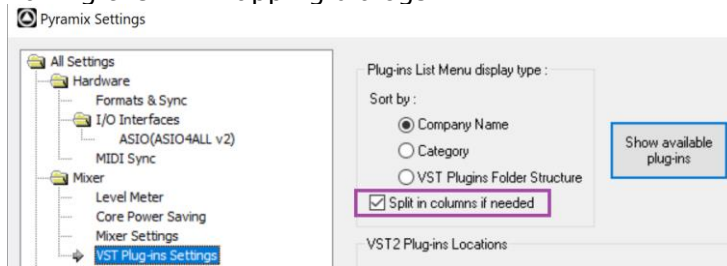 Pyramix Settings
All Settings
Hardware
Formats & Sync
I/O Interfaces
ASIO(ASIO4ALL v2)
MIDI Sync
Mixer
Level Meter
Core Power Saving
Mixer Settings
VST Plug-ins Settings
Plug-ins List Menu display type :
Sort by :
Company Name
Category
VST Plugins Folder Structure
Split in columns if needed
Show available
plug-ins
VST2 Plug-ins Locations